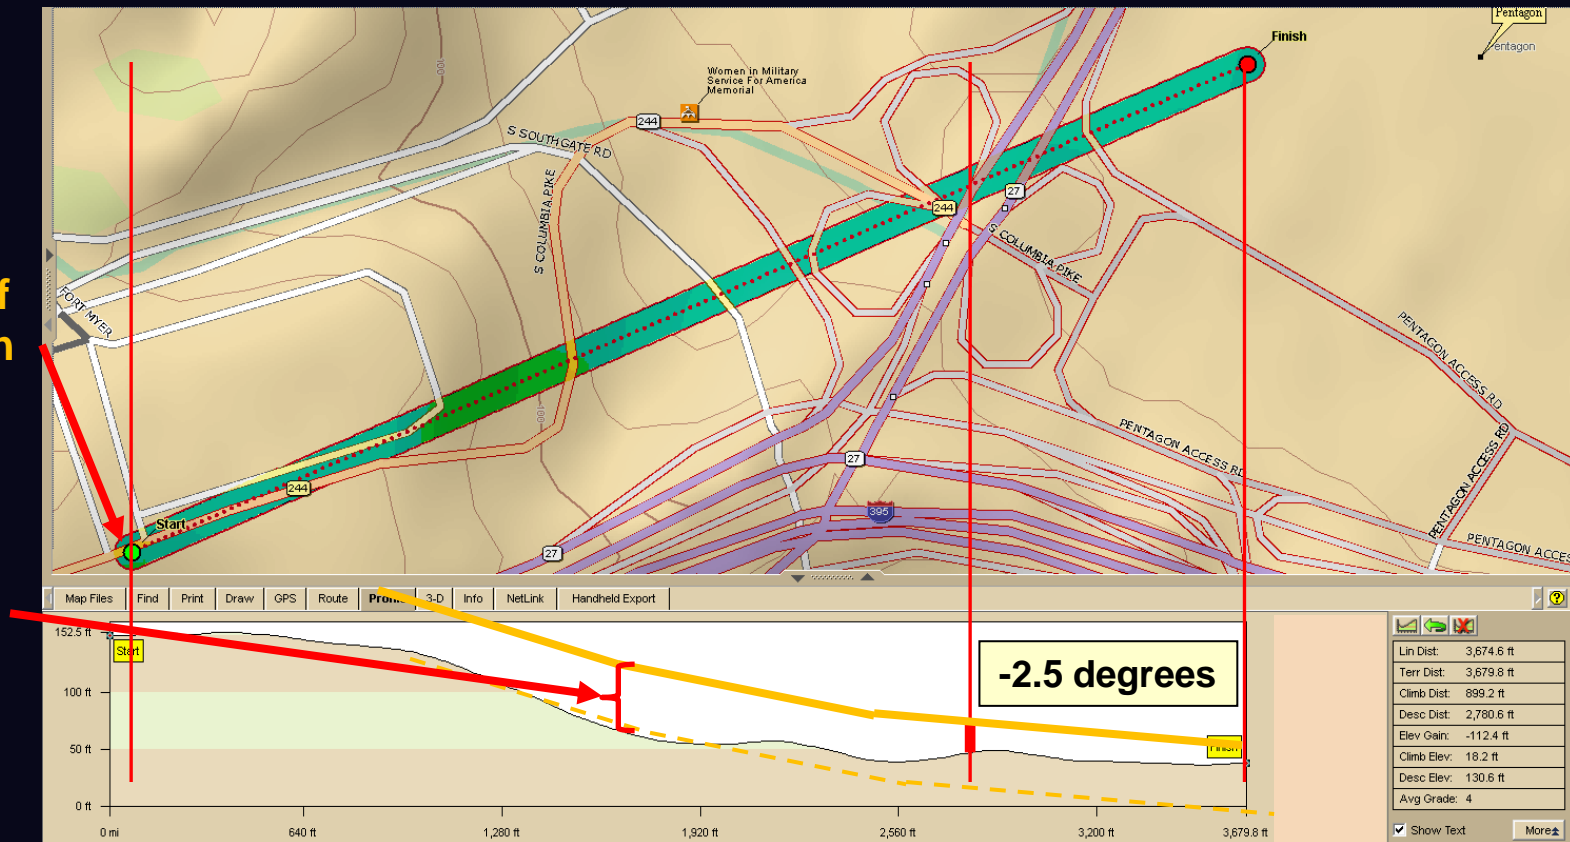 Pentagon
entagon
Finish
Women in Military
Service For America
Memorial
100
244
S SOUTHGATE RD
S COLUMBIA PIKE
27
244
S COLUMBIA PIKE
f
n
FORT MYER
PENTAGON ACCESS RD
100
PENTAGON ACCESS RD
27
PENTAGON ACCESS RD
244
395
Start
27
PENTAGON ACCES
Map Files Find Print Draw GPS Route Profile 3-D Info NetLink Handheld Export
152.5 ft
Start
100 ft
50 ft
0 ft
-2.5 degrees
Finish
0 mi 640 ft 1,280 ft 1,920 ft 2,560 ft 3,200 ft 3,679.8 ft
Lin Dist: 3,674.6 ft
Terr Dist: 3,679.8 ft
Climb Dist: 899.2 ft
Desc Dist: 2,780.6 ft
Elev Gain: -112.4 ft
Climb Elev: 18.2 ft
Desc Elev: 130.6 ft
Avg Grade: 4
Show Text More